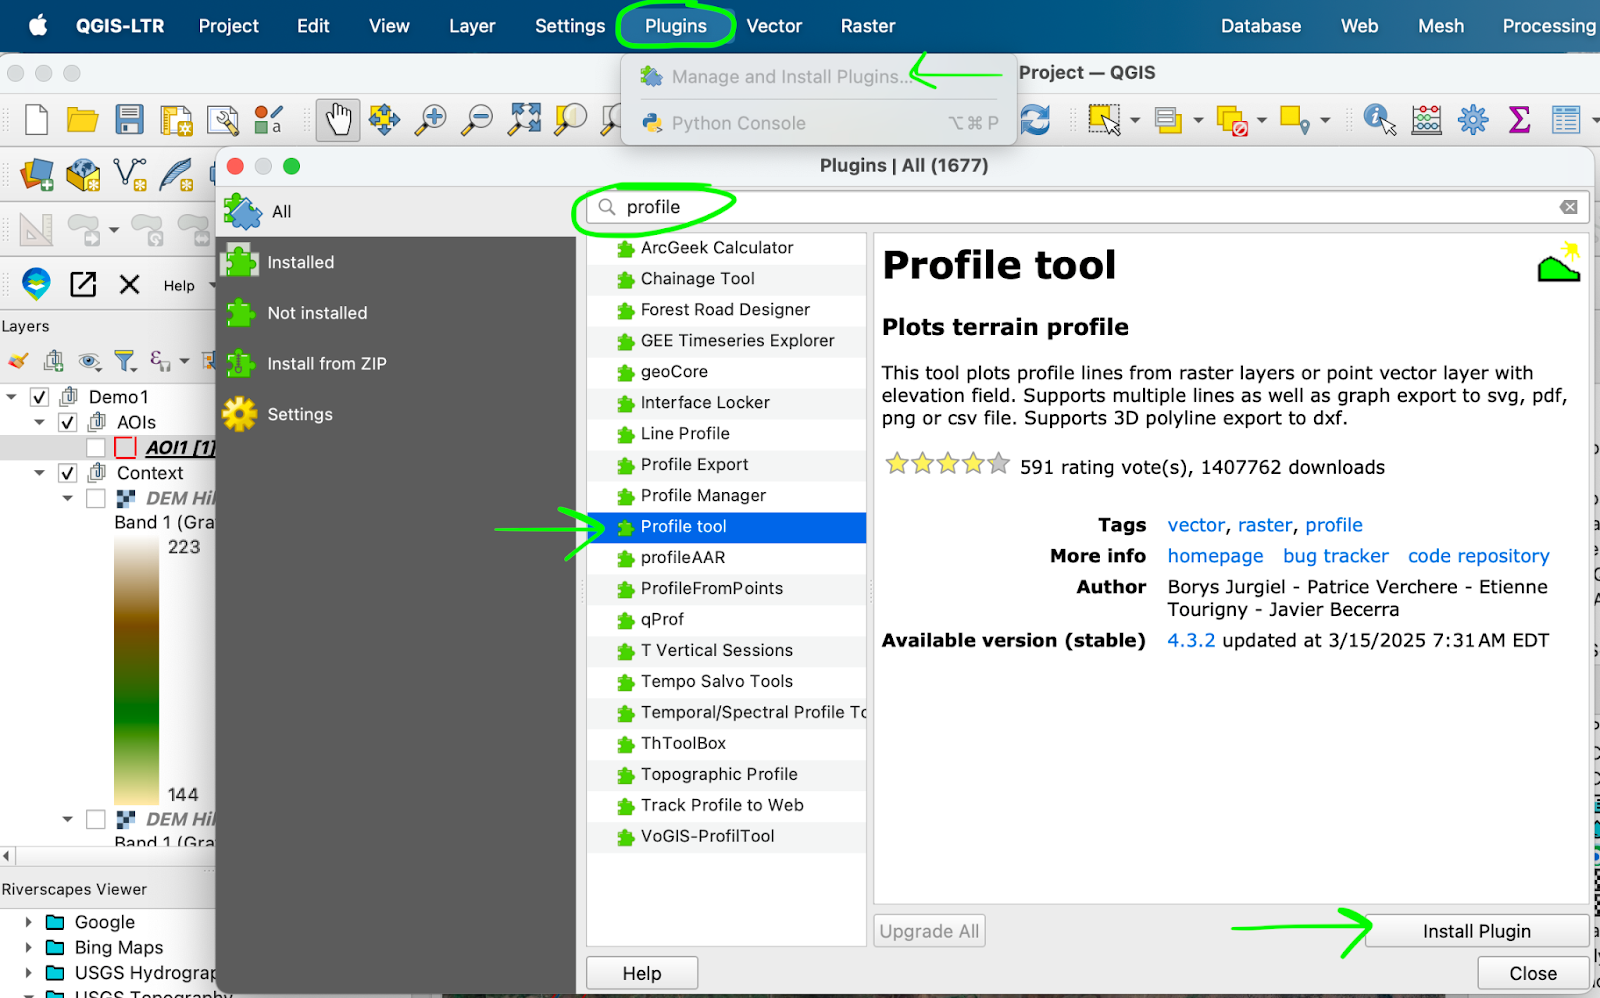 QGIS-LTR Project Edit View Layer Settings Plugins Vector Raster Database Web Mesh Processing
Manage and Install Plugins...
Python Console ⌥⌘P
Project — QGIS
Plugins | All (1677)
All
Installed
Not installed
Install from ZIP
Settings
profile
ArcGeek Calculator
Chainage Tool
Forest Road Designer
GEE Timeseries Explorer
geoCore
Interface Locker
Line Profile
Profile Export
Profile Manager
Profile tool
profileAAR
ProfileFromPoints
qProf
T Vertical Sessions
Tempo Salvo Tools
Temporal/Spectral Profile To
ThToolBox
Topographic Profile
Track Profile to Web
VoGIS-ProfilTool
Profile tool
Plots terrain profile
This tool plots profile lines from raster layers or point vector layer with
elevation field. Supports multiple lines as well as graph export to svg, pdf,
png or csv file. Supports 3D polyline export to dxf.
591 rating vote(s), 1407762 downloads
Tags vector, raster, profile
More info homepage bug tracker code repository
Author Borys Jurgiel - Patrice Verchere - Etienne
Tourigny - Javier Becerra
Available version (stable) 4.3.2 updated at 3/15/2025 7:31 AM EDT
Upgrade All
Install Plugin
Help
Close
Help
Layers
Demo1
AOIs
AOI1 [1]
Context
DEM Hil
Band 1 (Gra
223
144
DEM Hil
Band 1 (Gra
Riverscapes Viewer
Google
Bing Maps
USGS Hydrograp
USGS Topography